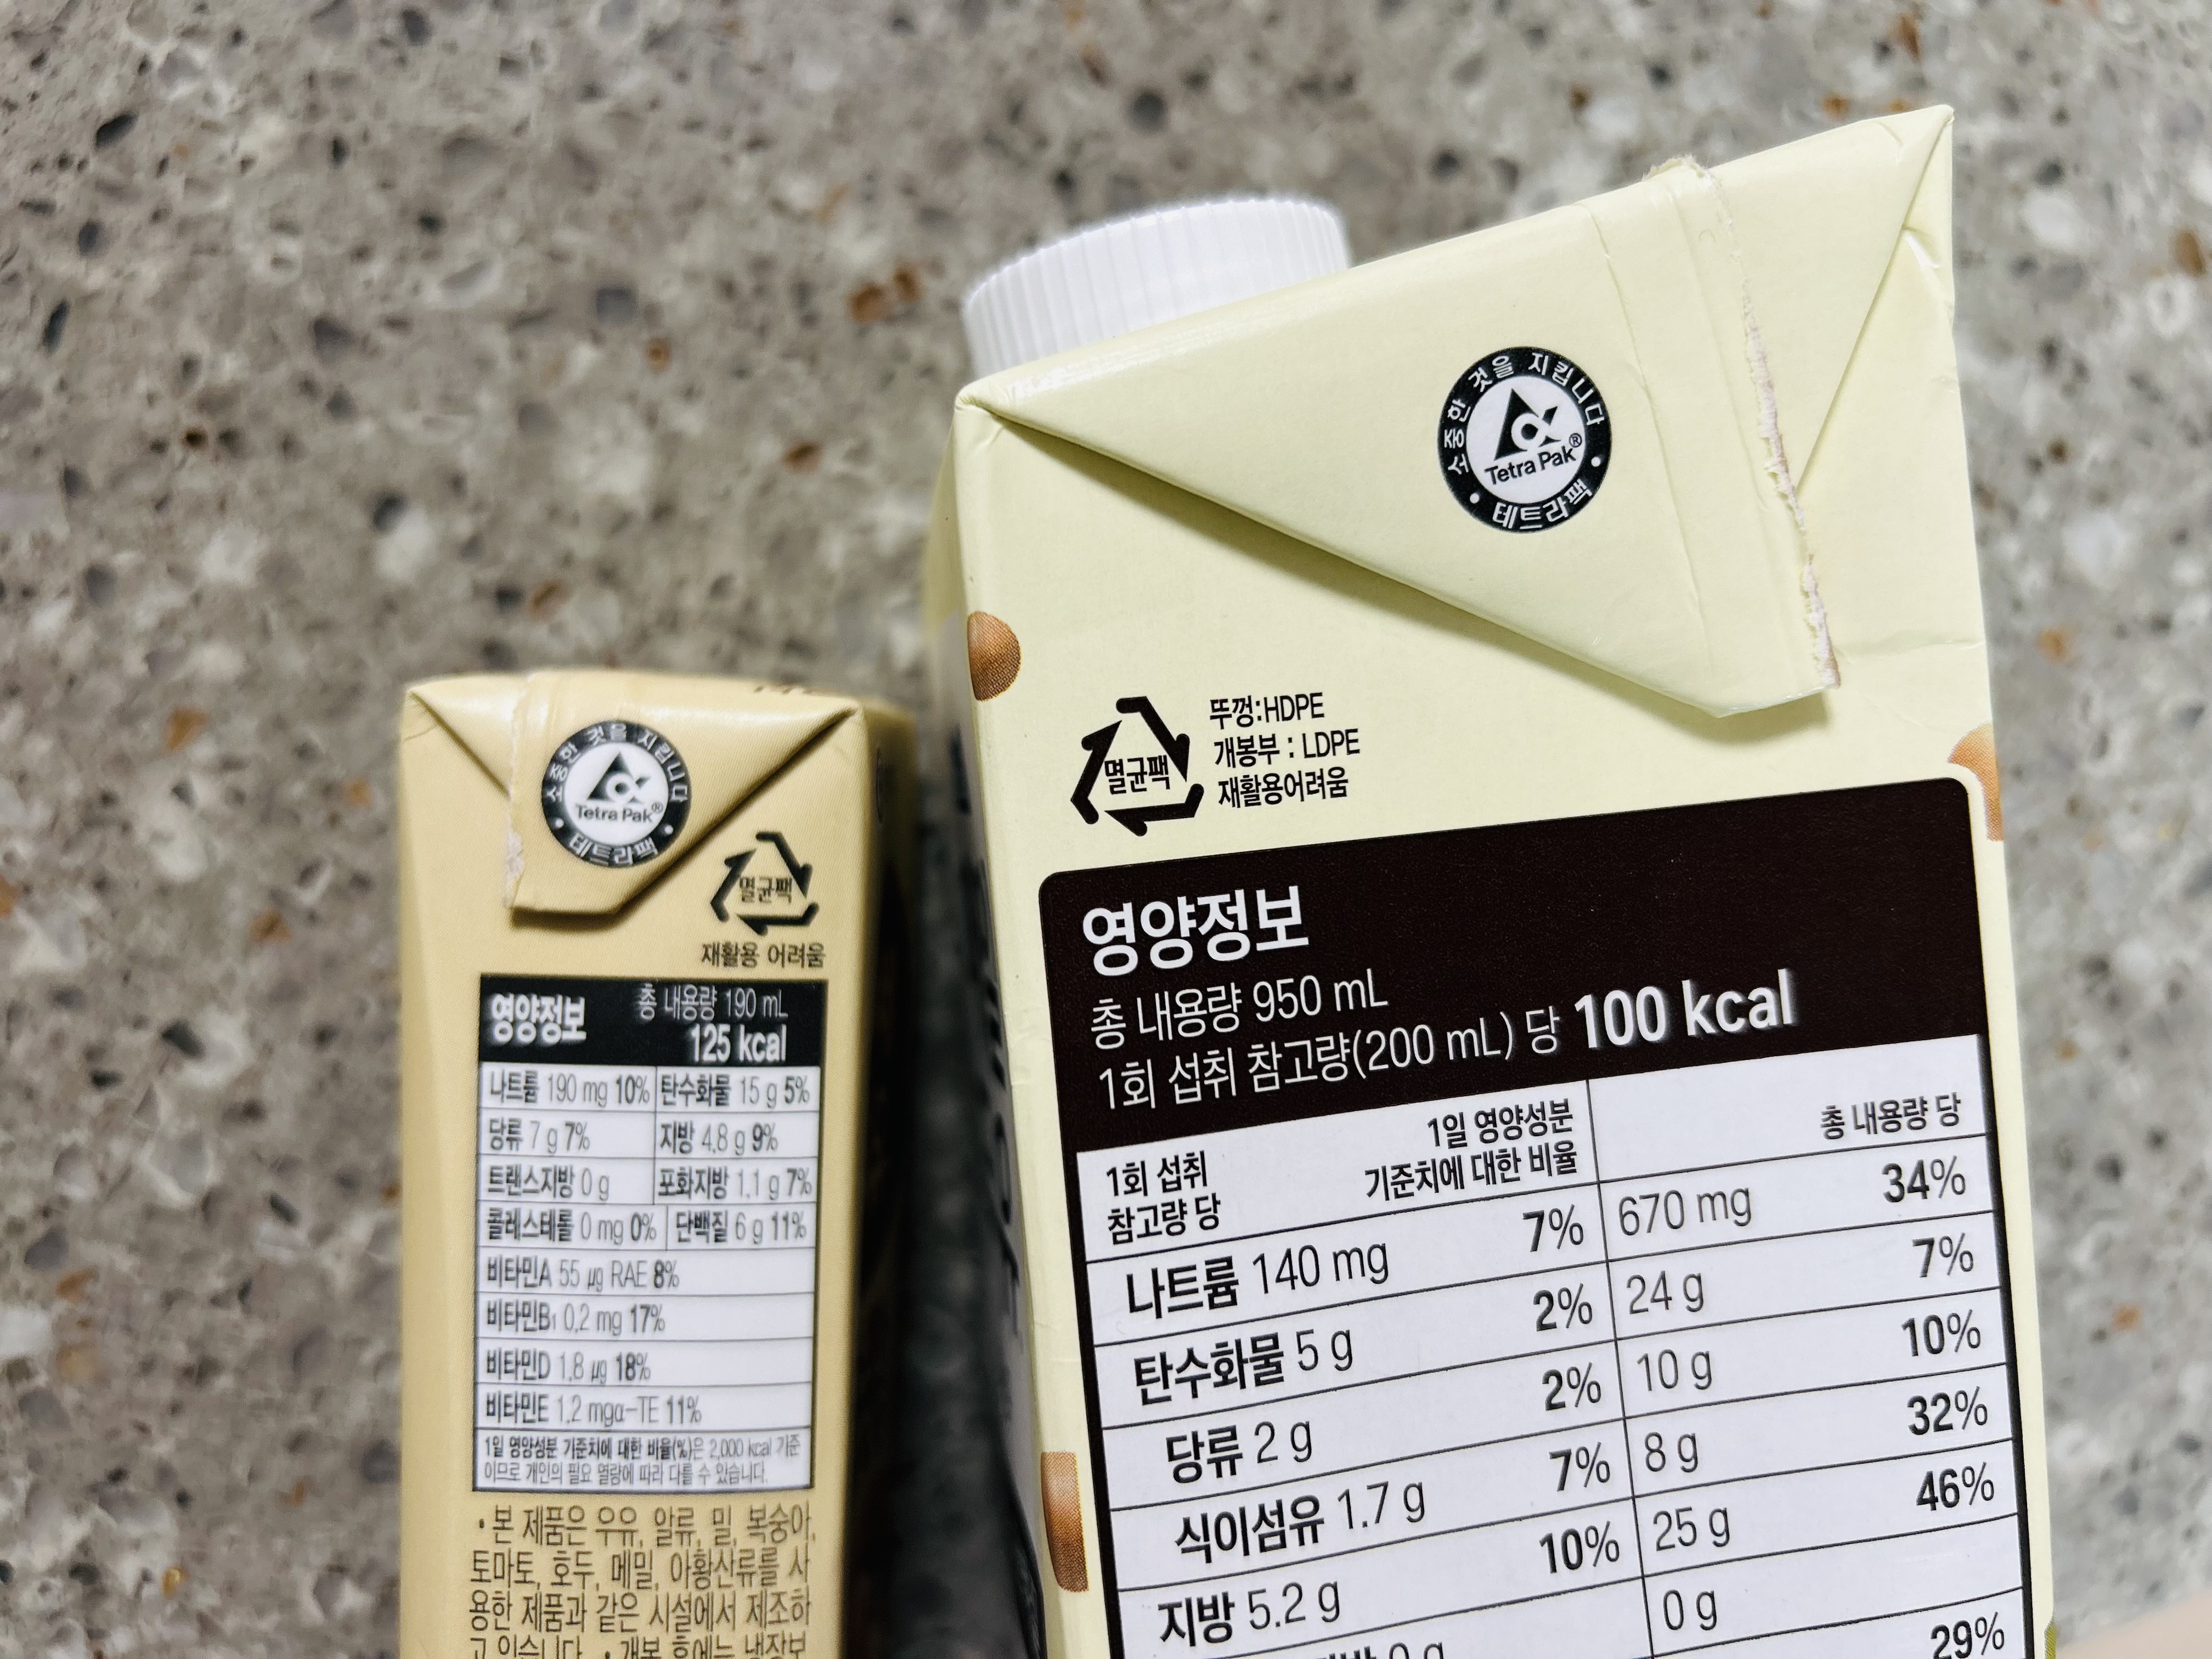 소중한 것을 지킵니다
Tetra Pak®
테트라팩
멸균팩
재활용 어려움
영양정보
총 내용량 190 mL
125 kcal
나트륨 190 mg 10% 탄수화물 15 g 5%
당류 7 g 7% 지방 4.8 g 9%
트랜스지방 0 g 포화지방 1.1 g 7%
콜레스테롤 0 mg 0% 단백질 6 g 11%
비타민A 55 μg RAE 8%
비타민B1 0.2 mg 17%
비타민D 1.8 μg 18%
비타민E 1.2 mgα-TE 11%
1일 영양성분 기준치에 대한 비율(%)은 2,000 kcal 기준
이므로 개인의 필요 열량에 따라 다를 수 있습니다.
•본 제품은 우유, 알류, 밀, 복숭아,
토마토, 호두, 메밀, 아황산류를 사
용한 제품과 같은 시설에서 제조하
고 있습니다. •개봉 후에는 냉장보
소중한 것을 지킵니다
Tetra Pak®
테트라팩
멸균팩
뚜껑:HDPE
개봉부 : LDPE
재활용어려움
영양정보
총 내용량 950 mL
1회 섭취 참고량(200 mL) 당 100 kcal
1회 섭취
참고량 당
1일 영양성분
기준치에 대한 비율
총 내용량 당
나트륨 140 mg 7% 670 mg 34%
탄수화물 5 g 2% 24 g 7%
당류 2 g 2% 10 g 10%
식이섬유 1.7 g 7% 8 g 32%
지방 5.2 g 10% 25 g 46%
0 g 0 g
29%